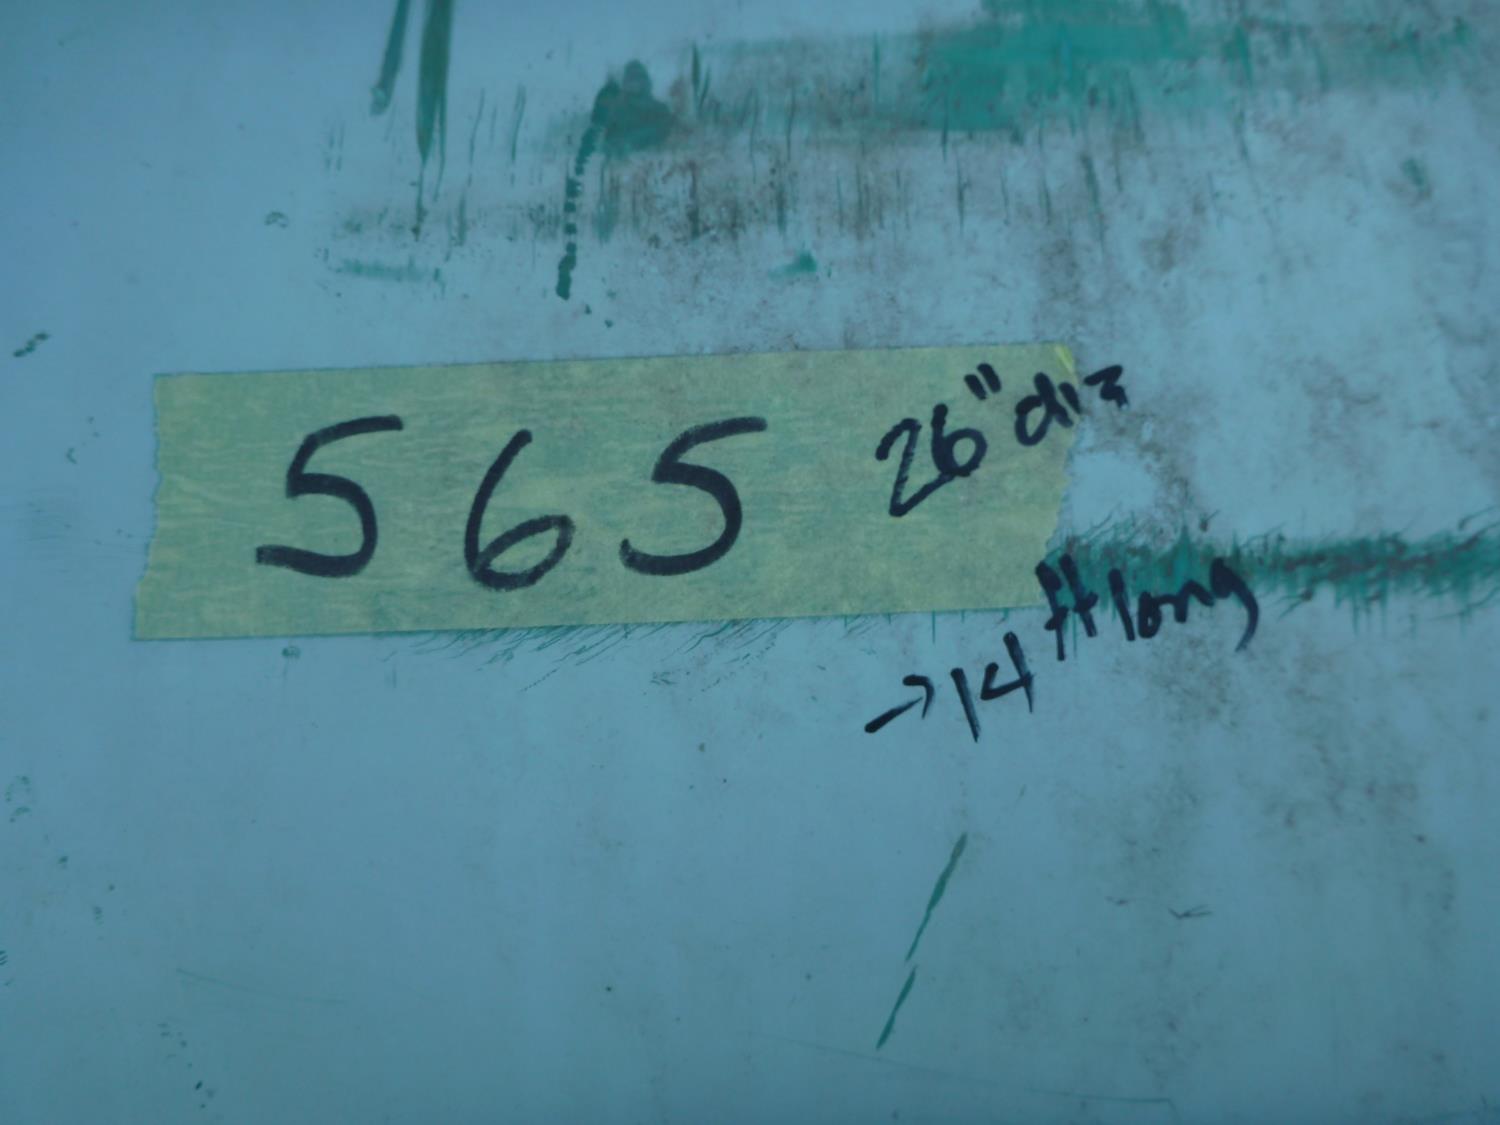 565 26" dia
→14 ft long